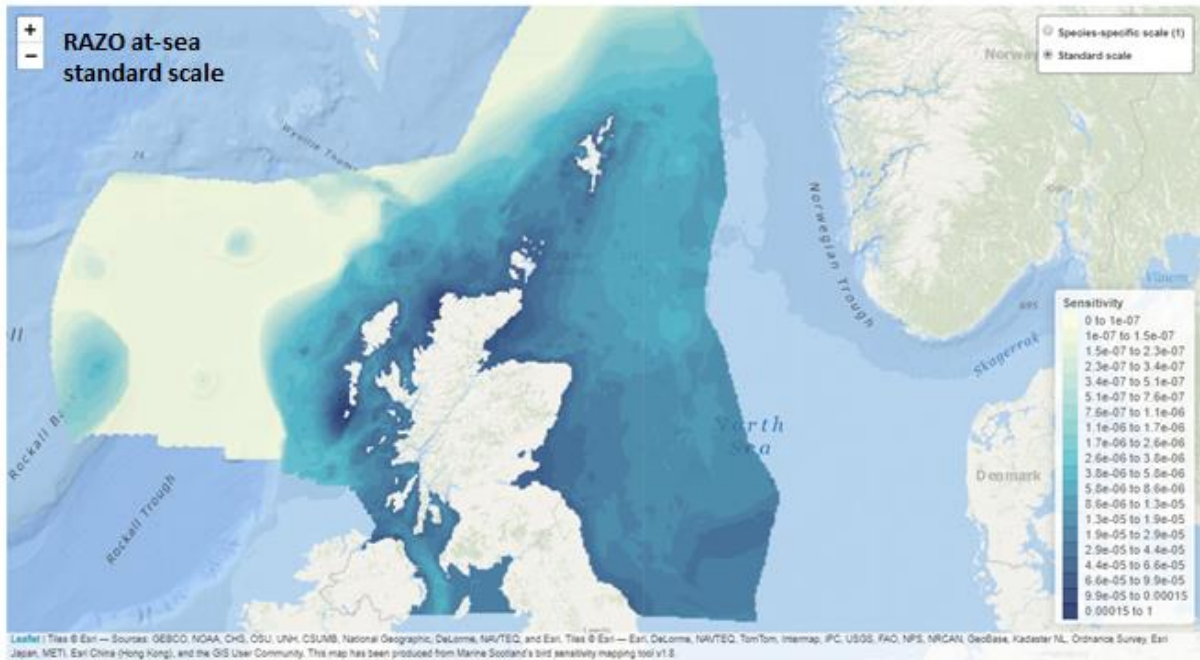 +
−
RAZO at-sea
standard scale
Species-specific scale (1)
Standard scale
Norway
Norwegian Trough
Skagerrak
North
Sea
Denmark
Rockall Trough
Rockall
Sensitivity
0 to 1e-07
1e-07 to 1.5e-07
1.5e-07 to 2.3e-07
2.3e-07 to 3.4e-07
3.4e-07 to 5.1e-07
5.1e-07 to 7.6e-07
7.6e-07 to 1.1e-06
1.1e-06 to 1.7e-06
1.7e-06 to 2.6e-06
2.6e-06 to 3.8e-06
3.8e-06 to 5.8e-06
5.8e-06 to 8.6e-06
8.6e-06 to 1.3e-05
1.3e-05 to 1.9e-05
1.9e-05 to 2.9e-05
2.9e-05 to 4.4e-05
4.4e-05 to 6.6e-05
6.6e-05 to 9.9e-05
9.9e-05 to 0.00015
0.00015 to 1
Leaflet | Tiles © Esri — Sources: GEBCO, NOAA, CHS, OSU, UNH, CSUMB, National Geographic, DeLorme, NAVTEQ, and Esri, Tiles © Esri — Esri, DeLorme, NAVTEQ, TomTom, Intermap, iPC, USGS, FAO, NPS, NRCAN, GeoBase, Kadaster NL, Ordnance Survey, Esri
Japan, METI, Esri China (Hong Kong), and the GIS User Community. This map has been produced from Marine Scotland's bird sensitivity mapping tool v1.8